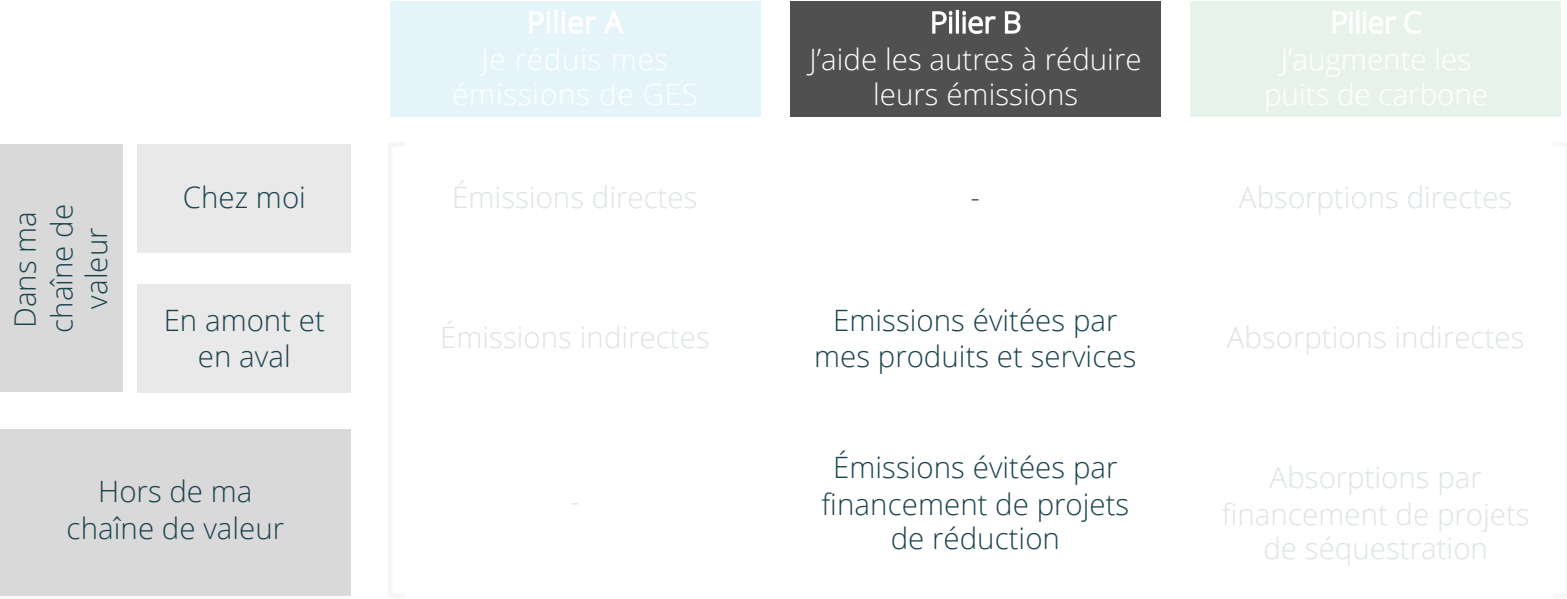 Pilier A
Je réduis mes
émissions de GES
Pilier B
J’aide les autres à réduire
leurs émissions
Pilier C
J’augmente les
puits de carbone
Dans ma
chaîne de
valeur
Chez moi
Émissions directes
-
Absorptions directes
En amont et
en aval
Émissions indirectes
Emissions évitées par
mes produits et services
Absorptions indirectes
Hors de ma
chaîne de valeur
-
Émissions évitées par
financement de projets
de réduction
Absorptions par
financement de projets
de séquestration